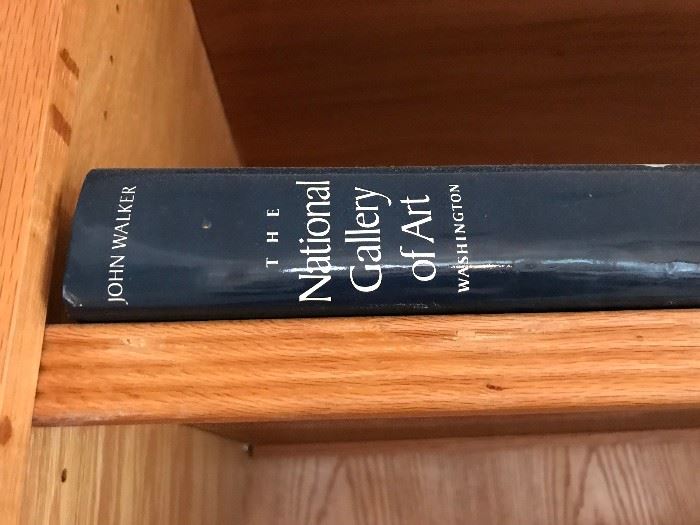 JOHN WALKER
THE
National
Gallery
of Art
WASHINGTON